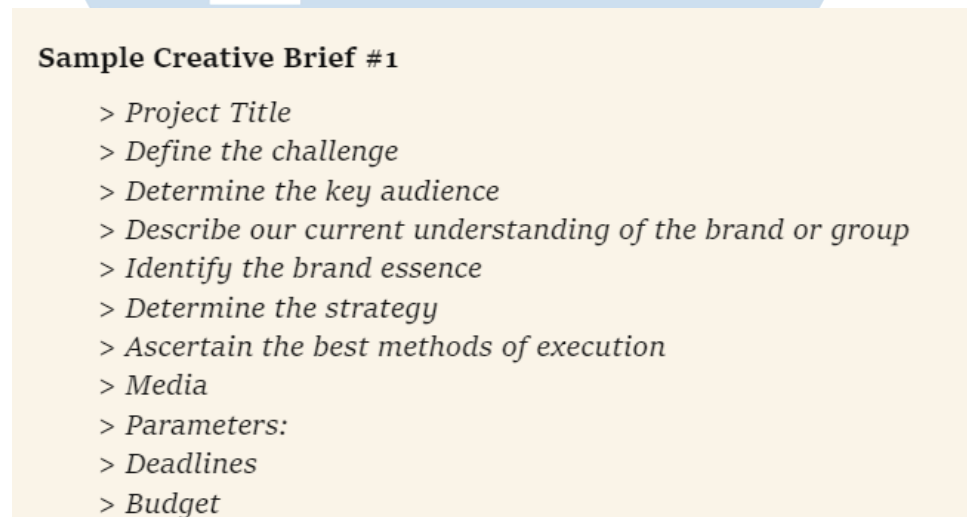 Sample Creative Brief #1
> Project Title
> Define the challenge
> Determine the key audience
> Describe our current understanding of the brand or group
> Identify the brand essence
> Determine the strategy
> Ascertain the best methods of execution
> Media
> Parameters:
> Deadlines
> Budget